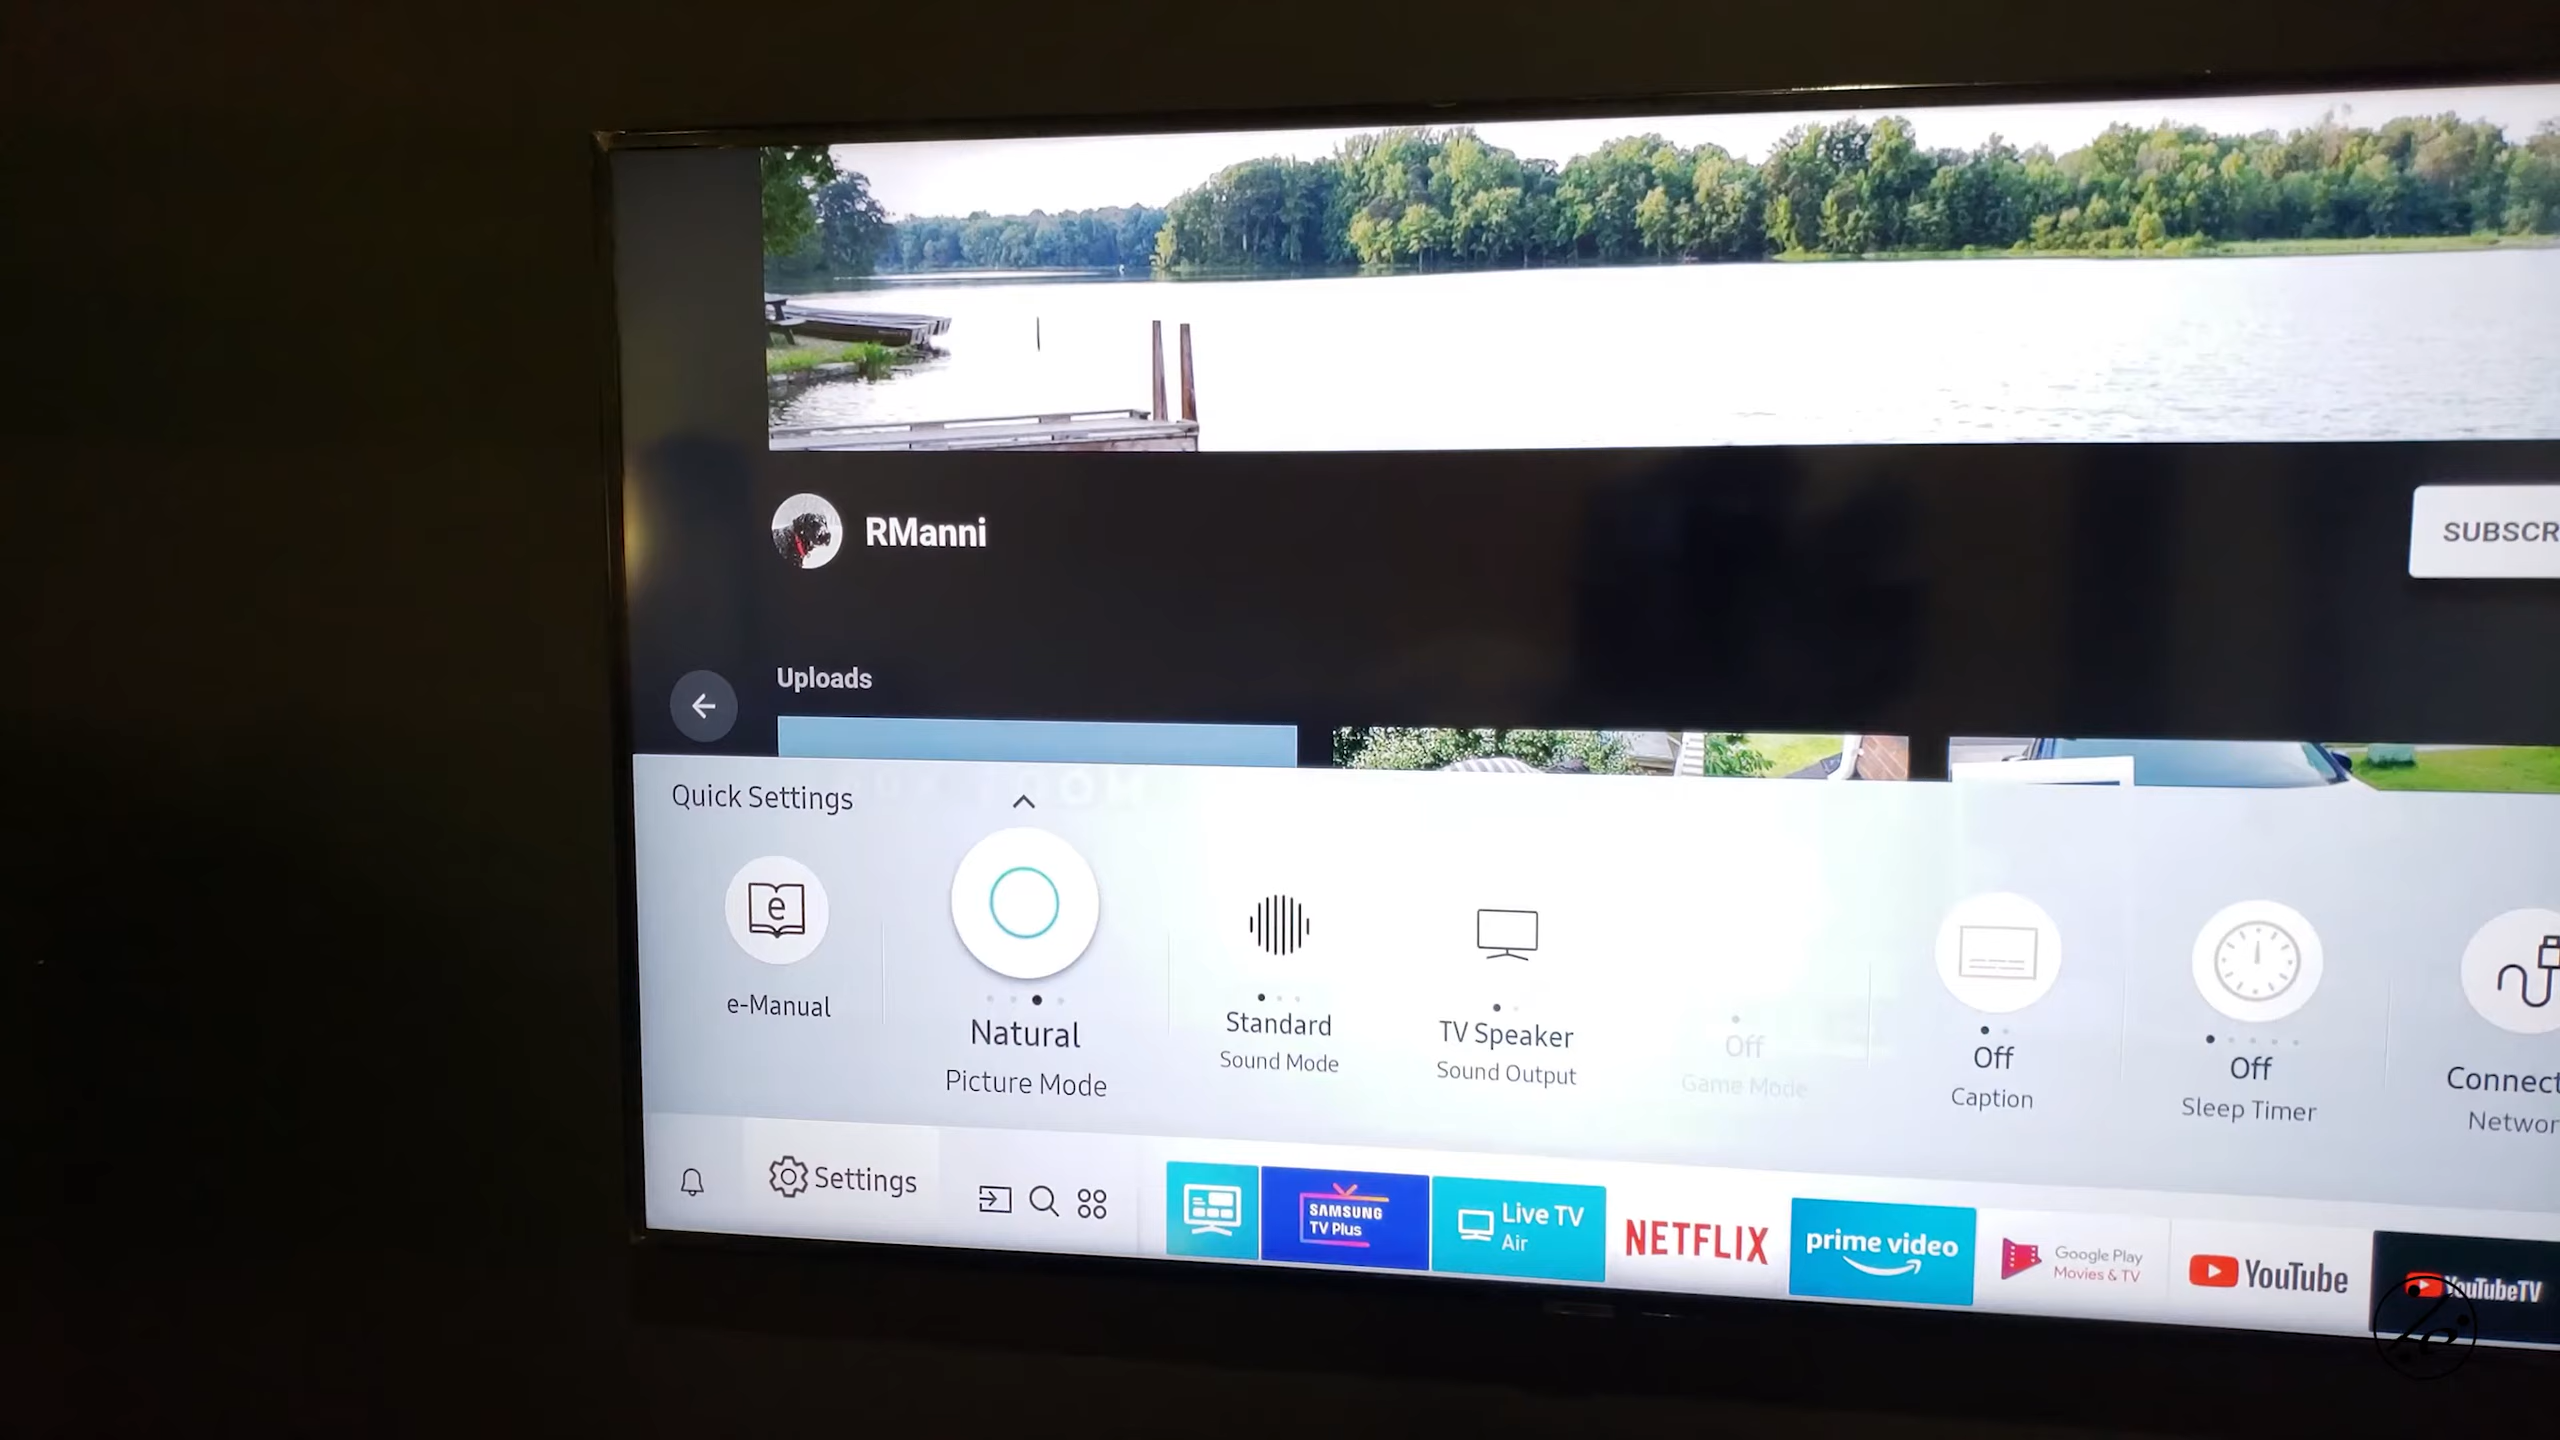 RManni
SUBSCR
Uploads
Quick Settings
e
e-Manual
Natural
Picture Mode
Standard
Sound Mode
TV Speaker
Sound Output
Off
Game Mode
Off
Caption
Off
Sleep Timer
Connect
Networ
Settings
SAMSUNG
TV Plus
Live TV
Air
NETFLIX
prime video
Google Play
Movies & TV
YouTube
YouTubeTV